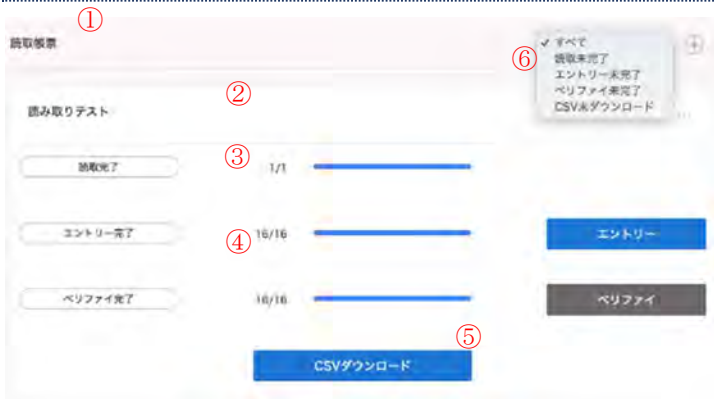 ①
読取帳票
⑥
✓ すべて
読取未完了
エントリー未完了
ベリファイ未完了
CSV未ダウンロード
②
読み取りテスト
...
読取完了
③
1/1
エントリー完了
④
16/16
エントリー
ベリファイ完了
16/16
ベリファイ
⑤
CSVダウンロード